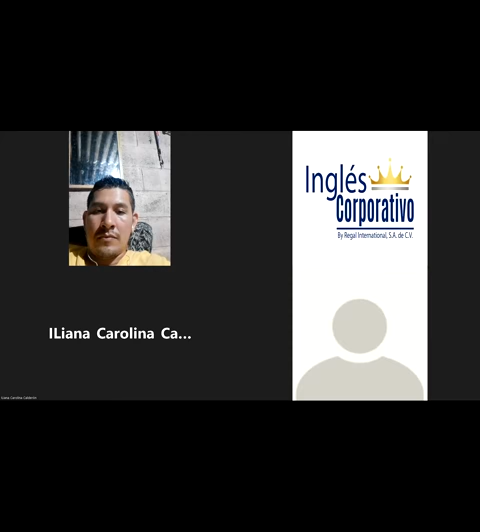 Inglés
Corporativo
By Regal International, S.A. de C.V.
ILiana Carolina Ca...